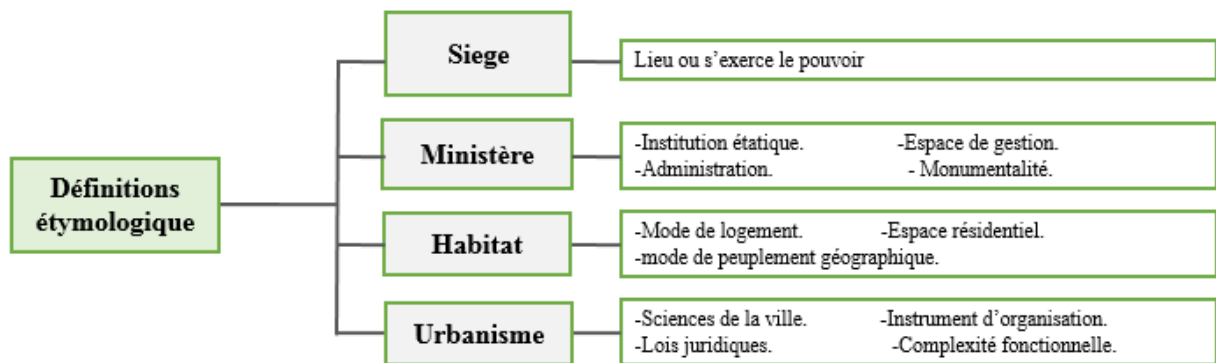 Définitions
étymologique
Siege
Lieu ou s’exerce le pouvoir
Ministère
-Institution étatique. -Espace de gestion.
-Administration. - Monumentalité.
Habitat
-Mode de logement. -Espace résidentiel.
-mode de peuplement géographique.
Urbanisme
-Sciences de la ville. -Instrument d’organisation.
-Lois juridiques. -Complexité fonctionnelle.